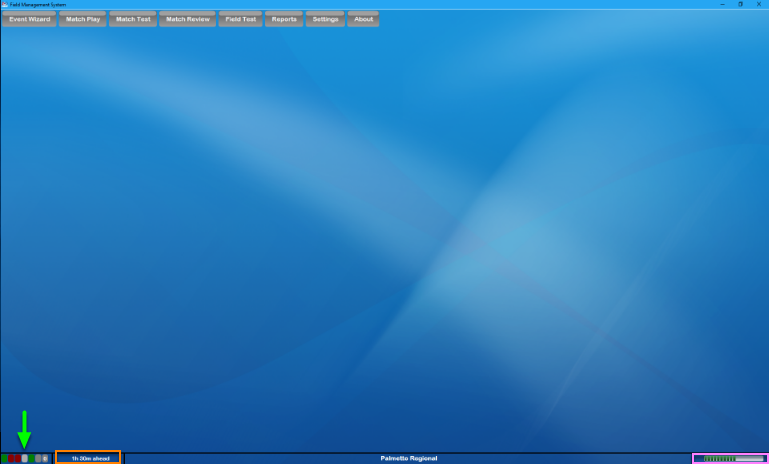 Field Management System
Event Wizard Match Play Match Test Match Review Field Test Reports Settings About
1h 30m ahead Palmetto Regional